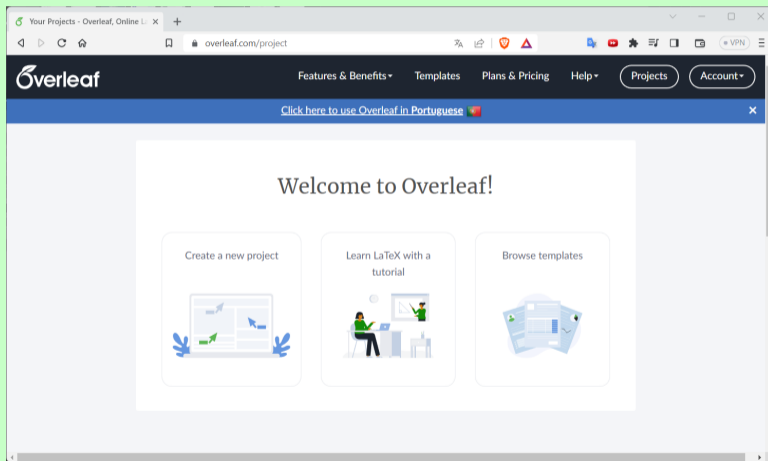 Your Projects - Overleaf, Online L
overleaf.com/project
VPN
Overleaf
Features & Benefits
Templates
Plans & Pricing
Help
Projects
Account
Click here to use Overleaf in Portuguese
Welcome to Overleaf!
Create a new project
Learn LaTeX with a
tutorial
Browse templates